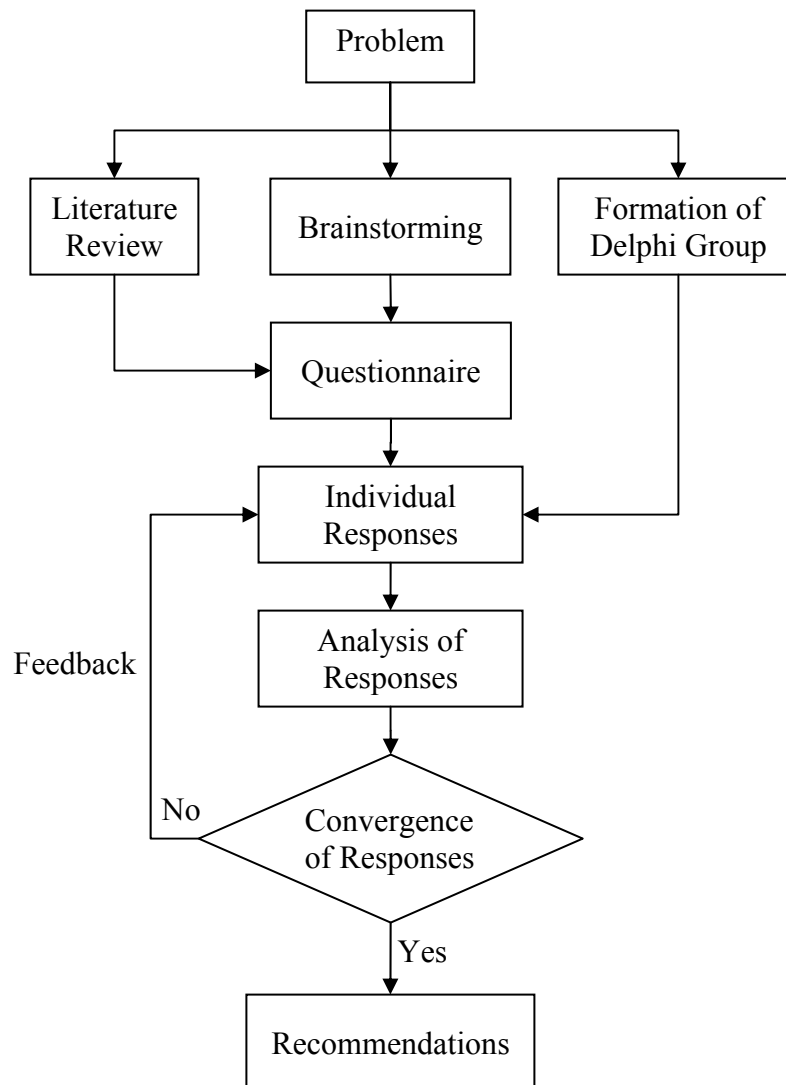 Problem
Literature
Review
Brainstorming
Formation of
Delphi Group
Questionnaire
Individual
Responses
Analysis of
Responses
Feedback
No
Convergence
of Responses
Yes
Recommendations